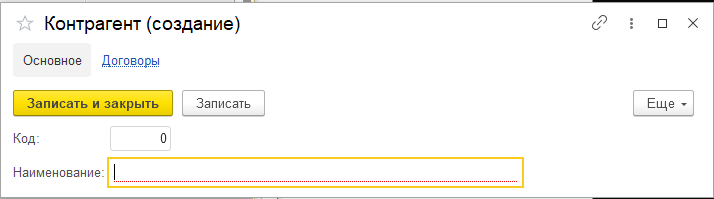 Контрагент (создание)
Основное Договоры
Записать и закрыть Записать Еще
Код: 0
Наименование: